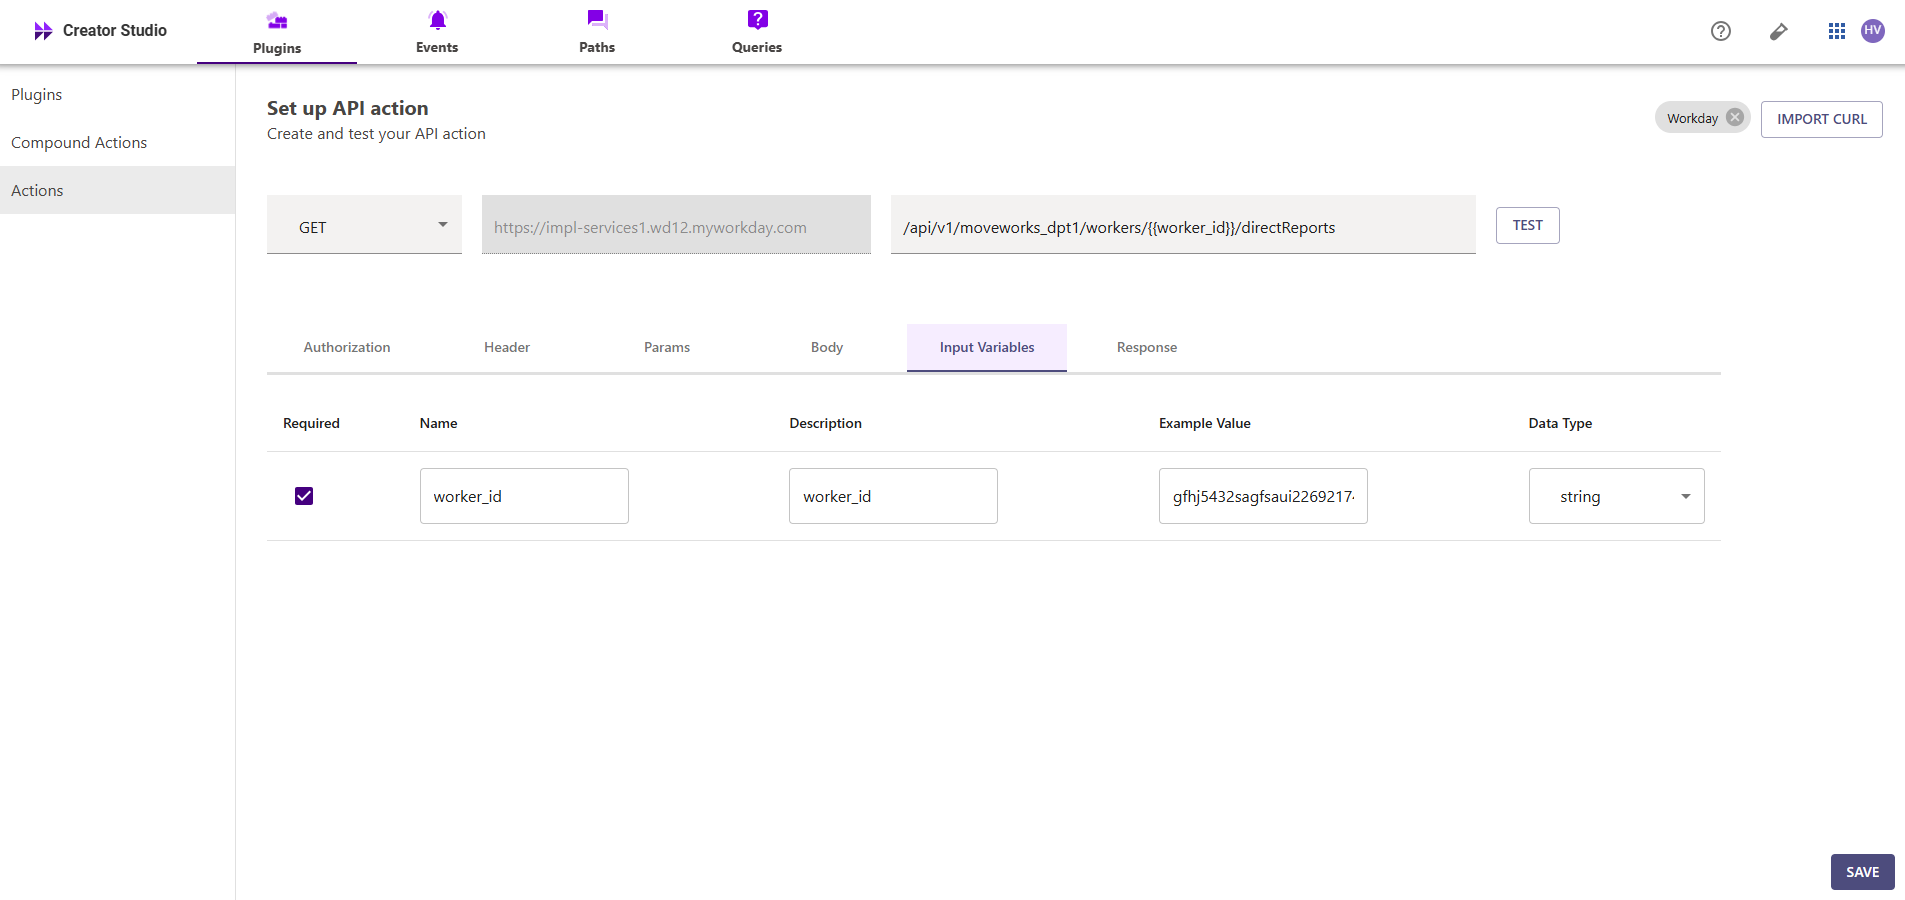 Creator Studio
Plugins
Events
Paths
Queries
HV
Plugins
Compound Actions
Actions
Set up API action
Create and test your API action
Workday
IMPORT CURL
GET
https://impl-services1.wd12.myworkday.com
/api/v1/moveworks_dpt1/workers/{{worker_id}}/directReports
TEST
Authorization
Header
Params
Body
Input Variables
Response
Required
Name
Description
Example Value
Data Type
worker_id
worker_id
gfhj5432sagfsaui2269217
string
SAVE